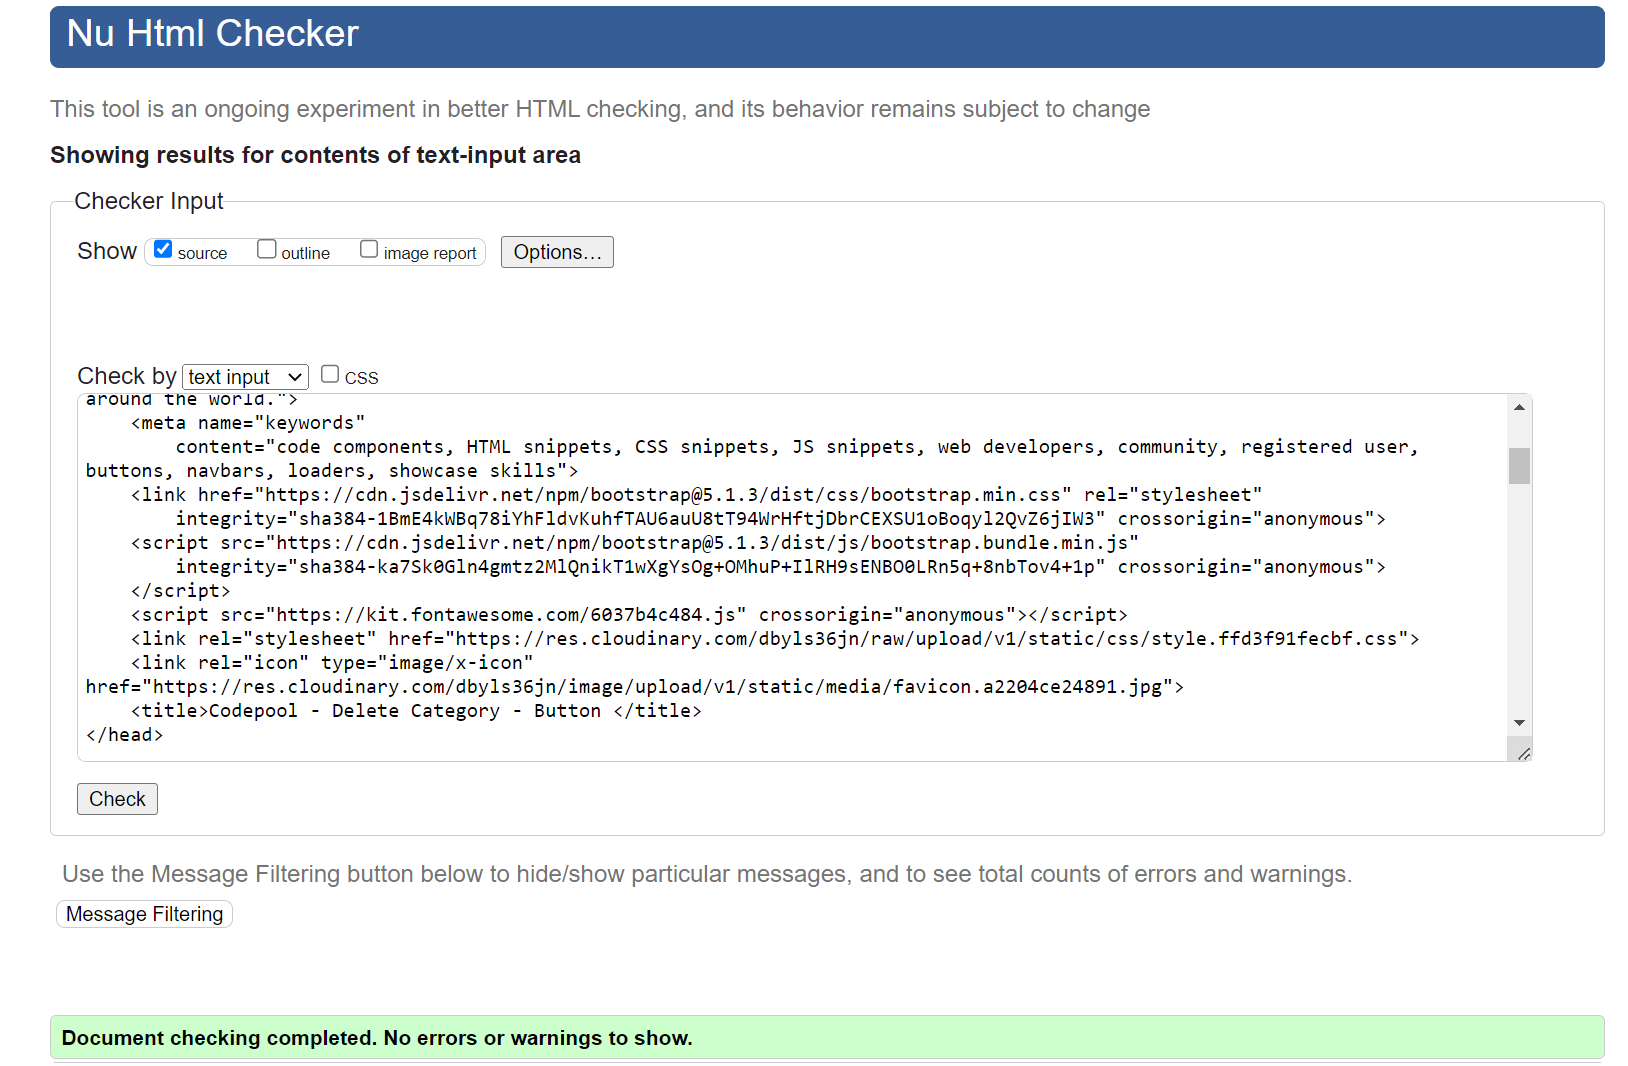 Nu Html Checker
This tool is an ongoing experiment in better HTML checking, and its behavior remains subject to change
Showing results for contents of text-input area
Checker Input
Show source outline image report Options...
Check by text input CSS
around the world.">
<meta name="keywords"
content="code components, HTML snippets, CSS snippets, JS snippets, web developers, community, registered user,
buttons, navbars, loaders, showcase skills">
<link href="https://cdn.jsdelivr.net/npm/bootstrap@5.1.3/dist/css/bootstrap.min.css" rel="stylesheet"
integrity="sha384-1BmE4kWBq78iYhFldvKuhfTAU6auU8tT94WrHftjDbrCEXSU1oBoqyl2QvZ6jIW3" crossorigin="anonymous">
<script src="https://cdn.jsdelivr.net/npm/bootstrap@5.1.3/dist/js/bootstrap.bundle.min.js"
integrity="sha384-ka7Sk0Gln4gmtz2MlQnikT1wXgYsOg+OMhuP+IlRH9sENBO0LRn5q+8nbTov4+1p" crossorigin="anonymous">
</script>
<script src="https://kit.fontawesome.com/6037b4c484.js" crossorigin="anonymous"></script>
<link rel="stylesheet" href="https://res.cloudinary.com/dbyls36jn/raw/upload/v1/static/css/style.ffd3f91fecbf.css">
<link rel="icon" type="image/x-icon"
href="https://res.cloudinary.com/dbyls36jn/image/upload/v1/static/media/favicon.a2204ce24891.jpg">
<title>Codepool - Delete Category - Button </title>
</head>
Check
Use the Message Filtering button below to hide/show particular messages, and to see total counts of errors and warnings.
Message Filtering
Document checking completed. No errors or warnings to show.